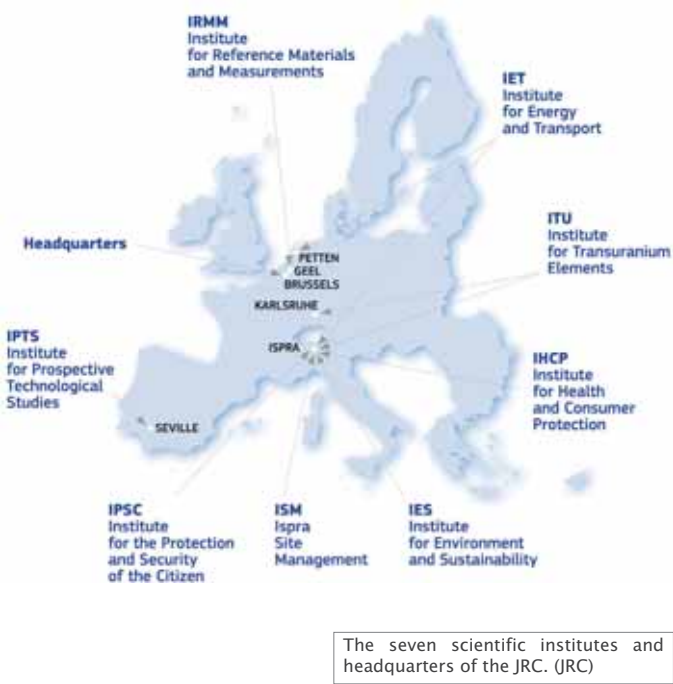 IRMM
Institute
for Reference Materials
and Measurements
IET
Institute
for Energy
and Transport
ITU
Institute
for Transuranium
Elements
Headquarters
PETTEN
GEEL
BRUSSELS
KARLSRUHE
ISPRA
IPTS
Institute
for Prospective
Technological
Studies
SEVILLE
IHCP
Institute
for Health
and Consumer
Protection
IPSC
Institute
for the Protection
and Security
of the Citizen
ISM
Ispra
Site
Management
IES
Institute
for Environment
and Sustainability
The seven scientific institutes and
headquarters of the JRC. (JRC)